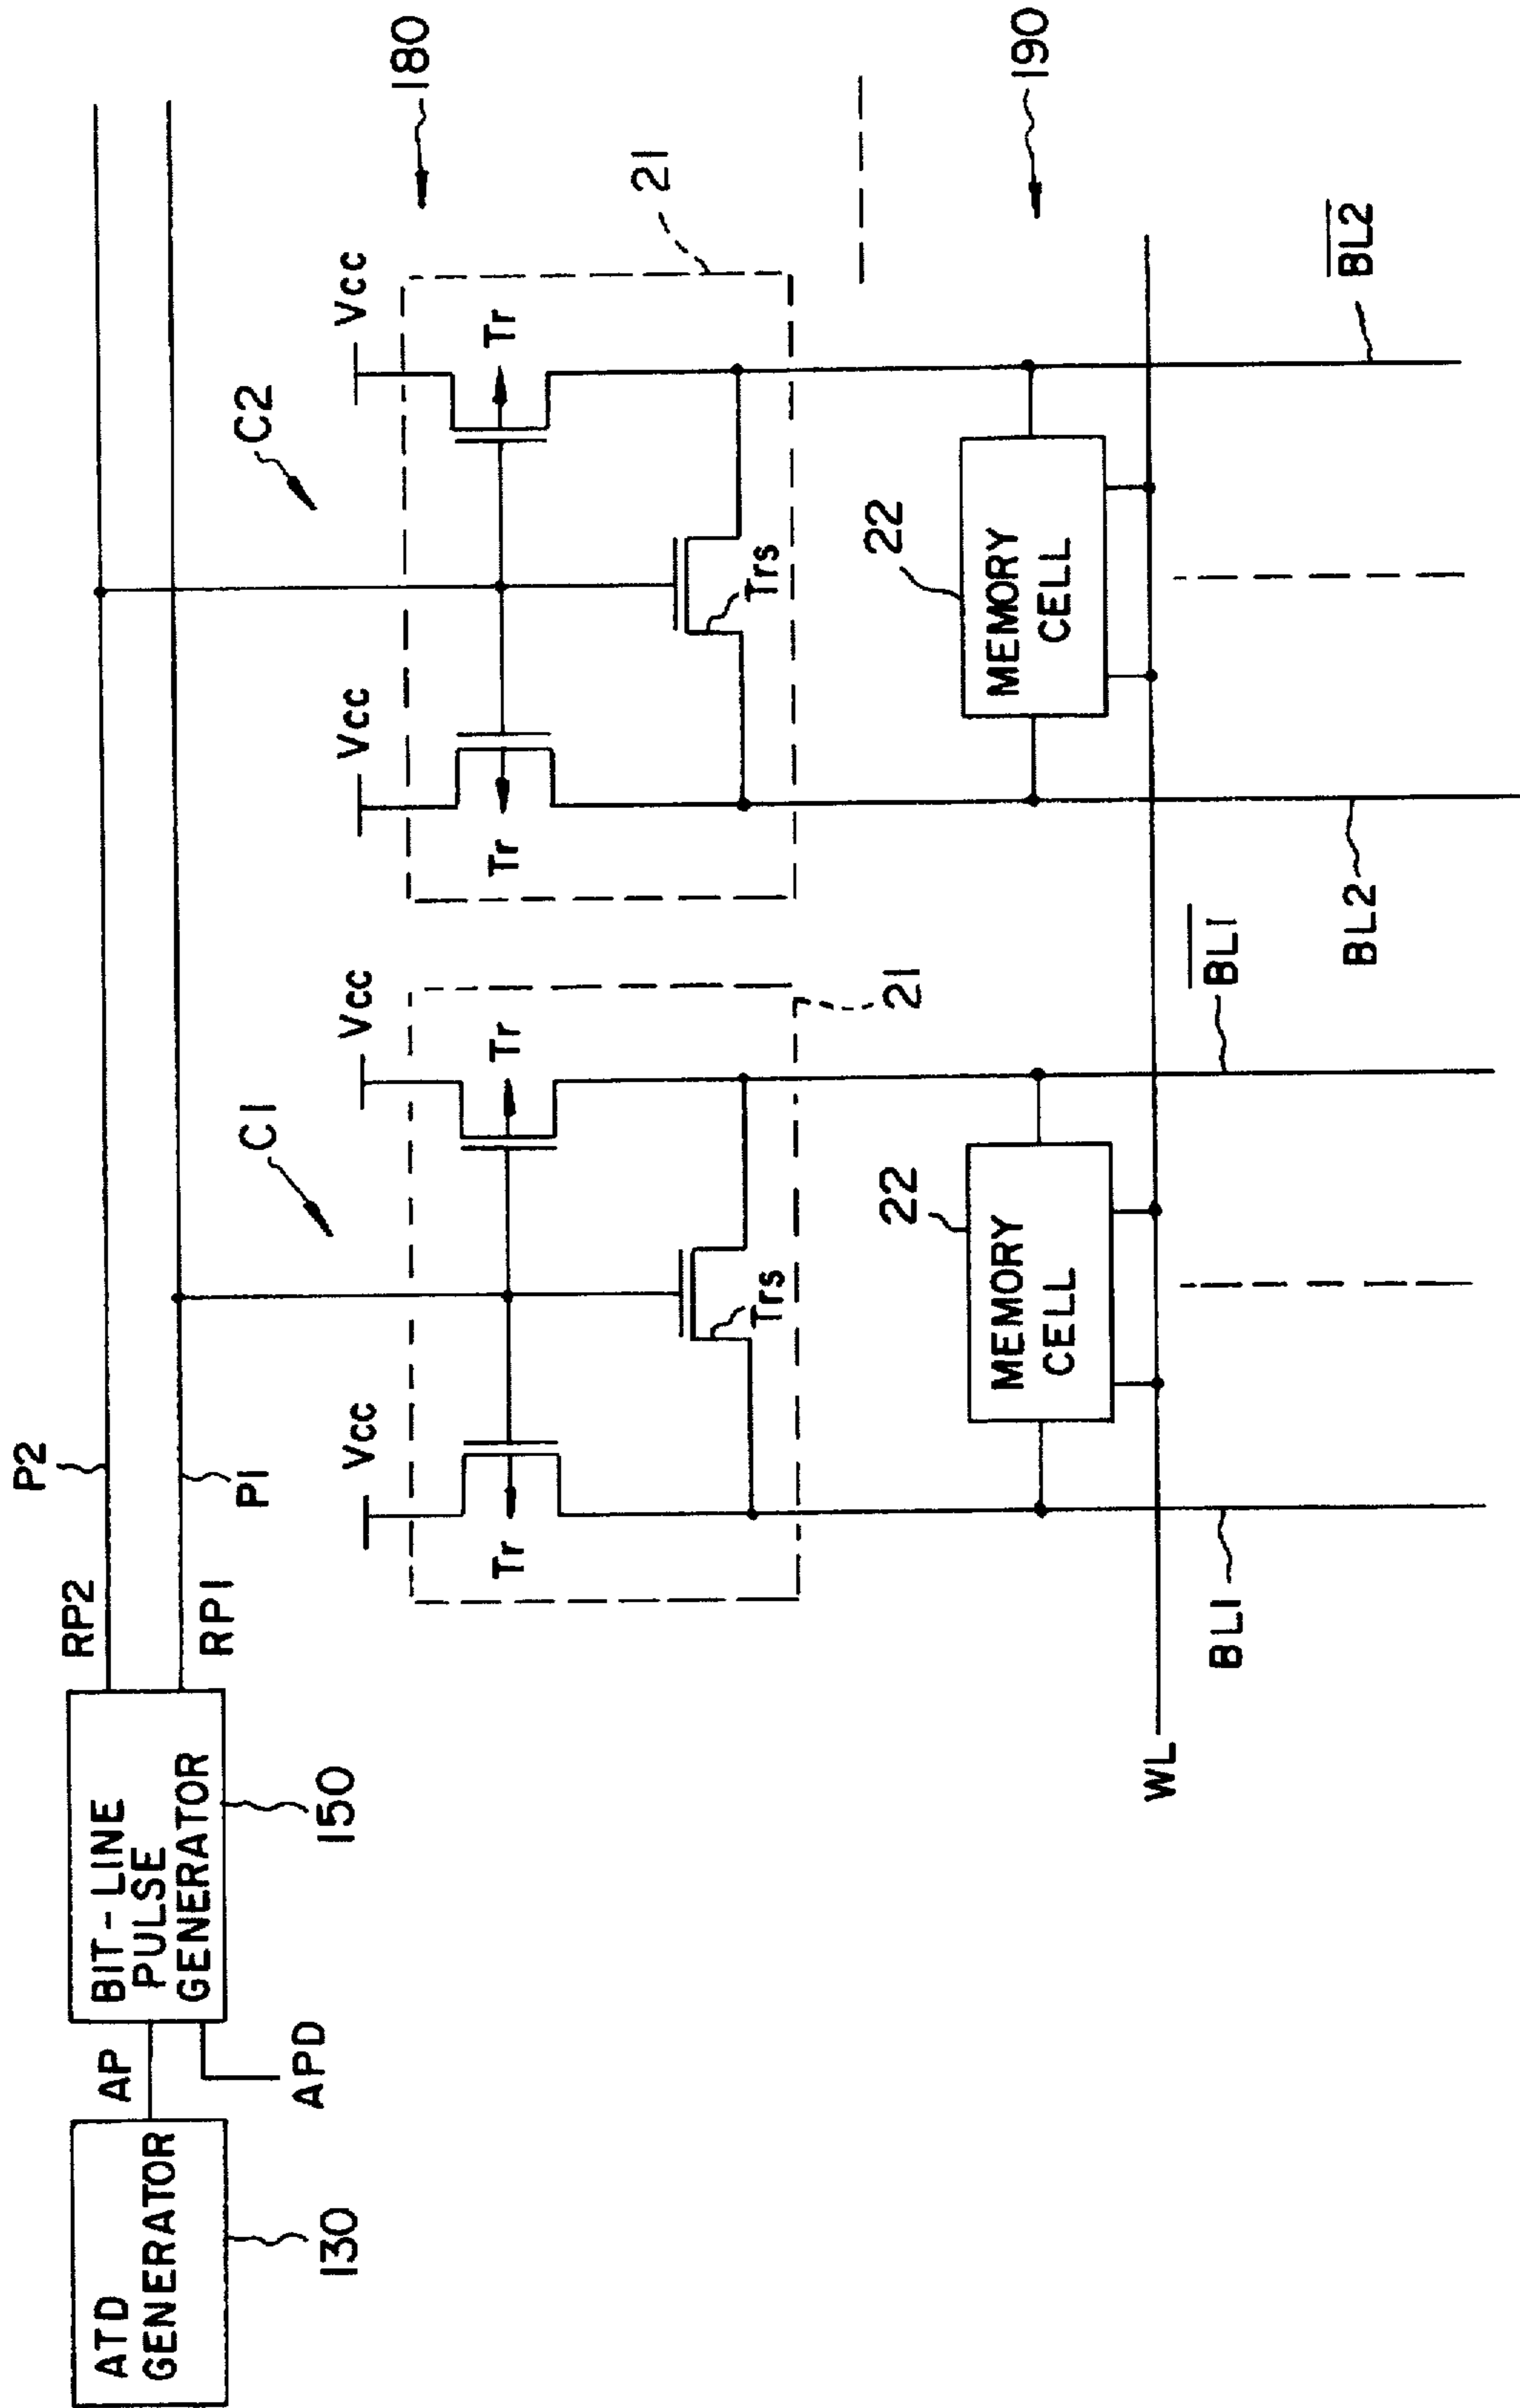 ATD
GENERATOR
130
AP
APD
BIT-LINE
PULSE
GENERATOR
150
RP2
RP1
P2
P1
C1
C2
180
Vcc
Vcc
Vcc
Vcc
Tr
Tr
Tr
Tr
Trs
Trs
21
21
22
MEMORY
CELL
22
MEMORY
CELL
190
WL
BL1
B̅L̅1̅
BL2
B̅L̅2̅